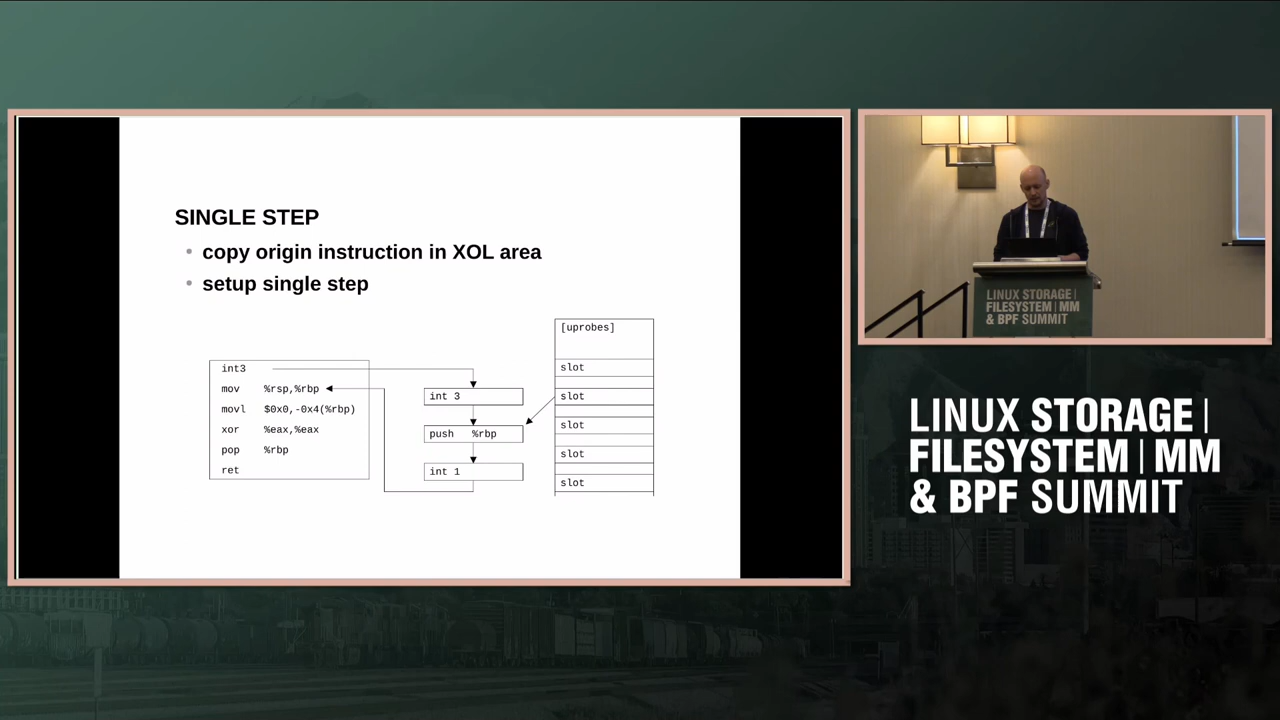 SINGLE STEP
• copy origin instruction in XOL area
• setup single step
int3
mov %rsp,%rbp
movl $0x0,-0x4(%rbp)
xor %eax,%eax
pop %rbp
ret
int 3
push %rbp
int 1
[uprobes]
slot
slot
slot
slot
slot
LINUX STORAGE |
FILESYSTEM | MM
& BPF SUMMIT
LINUX STORAGE |
FILESYSTEM | MM
& BPF SUMMIT